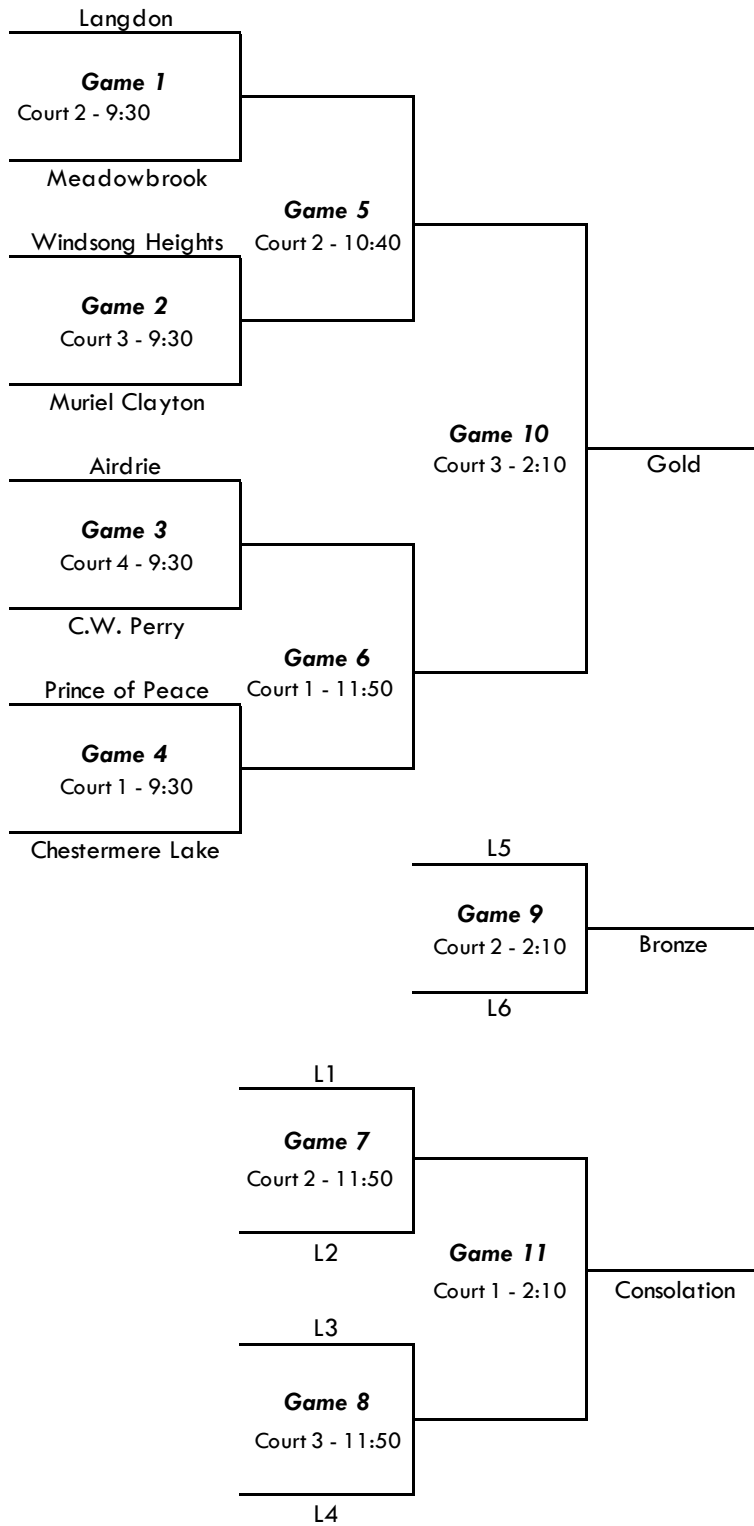 Langdon
Game 1
Court 2 - 9:30
Meadowbrook
Game 5
Court 2 - 10:40
Windsong Heights
Game 2
Court 3 - 9:30
Muriel Clayton
Game 10
Court 3 - 2:10
Gold
Airdrie
Game 3
Court 4 - 9:30
C.W. Perry
Game 6
Court 1 - 11:50
Prince of Peace
Game 4
Court 1 - 9:30
Chestermere Lake
L5
Game 9
Court 2 - 2:10
Bronze
L6
L1
Game 7
Court 2 - 11:50
L2
Game 11
Court 1 - 2:10
Consolation
L3
Game 8
Court 3 - 11:50
L4